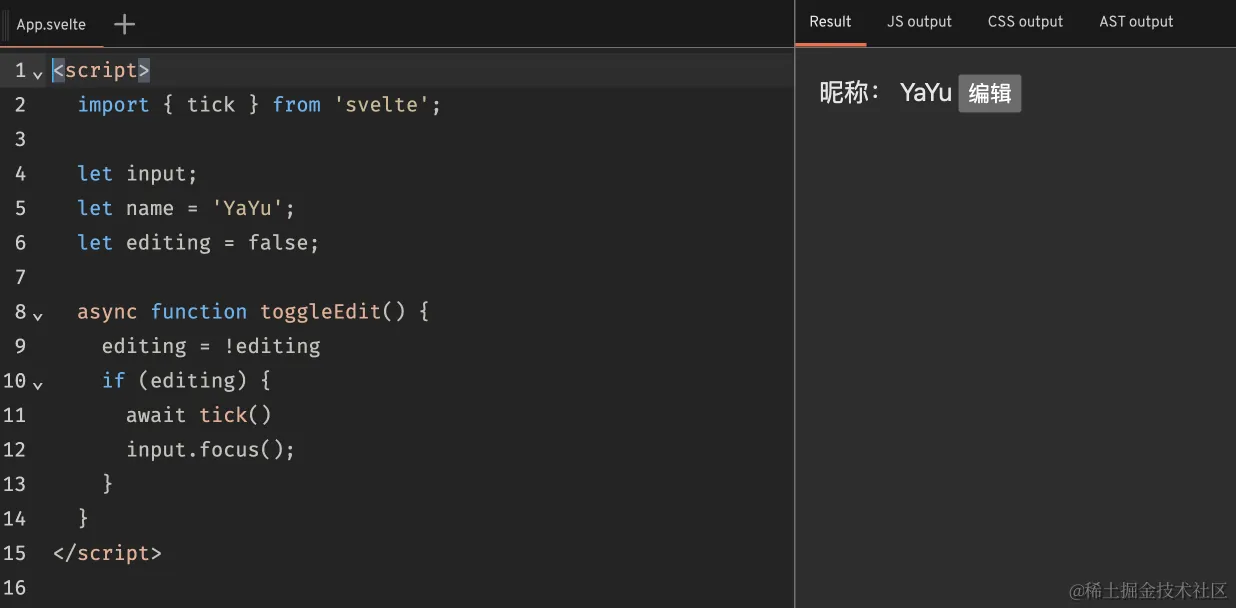 App.svelte +
Result JS output CSS output AST output
1 <script>
2 import { tick } from 'svelte';
3
4 let input;
5 let name = 'YaYu';
6 let editing = false;
7
8 async function toggleEdit() {
9 editing = !editing
10 if (editing) {
11 await tick()
12 input.focus();
13 }
14 }
15 </script>
16
昵称： YaYu 编辑
@稀土掘金技术社区